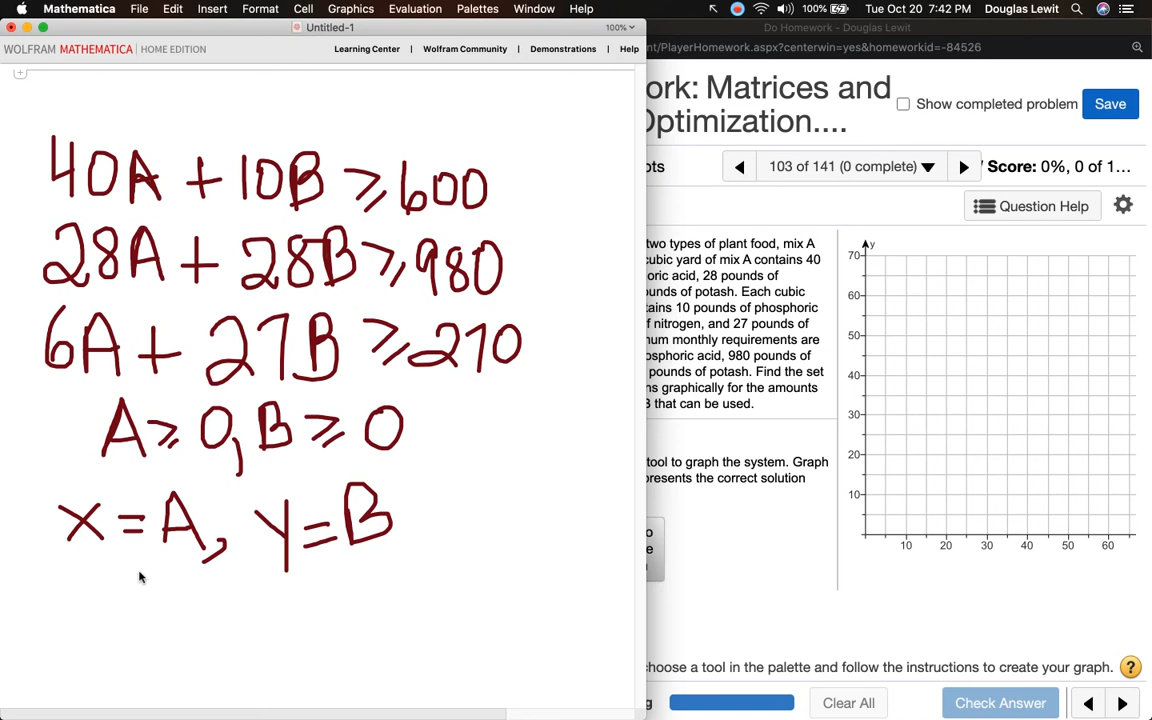 Mathematica File Edit Insert Format Cell Graphics Evaluation Palettes Window Help 100% Tue Oct 20 7:42 PM Douglas Lewit
Untitled-1 100%
WOLFRAM MATHEMATICA | HOME EDITION Learning Center | Wolfram Community | Demonstrations | Help
40A + 10B ⩾ 600
28A + 28B ⩾ 980
6A + 27B ⩾ 270
A ⩾ 0, B ⩾ 0
x = A, y = B
Do Homework - Douglas Lewit
nt/PlayerHomework.aspx?centerwin=yes&homeworkid=-84526
ork: Matrices and
Optimization....
Show completed problem
Save
ots
103 of 141 (0 complete)
Score: 0%, 0 of 1...
Question Help
two types of plant food, mix A
cubic yard of mix A contains 40
oric acid, 28 pounds of
ounds of potash. Each cubic
tains 10 pounds of phosphoric
f nitrogen, and 27 pounds of
num monthly requirements are
osphoric acid, 980 pounds of
pounds of potash. Find the set
ns graphically for the amounts
3 that can be used.
tool to graph the system. Graph
presents the correct solution
o
e
y
70
60
50
40
30
20
10
10 20 30 40 50 60
choose a tool in the palette and follow the instructions to create your graph.
?
g
Clear All
Check Answer